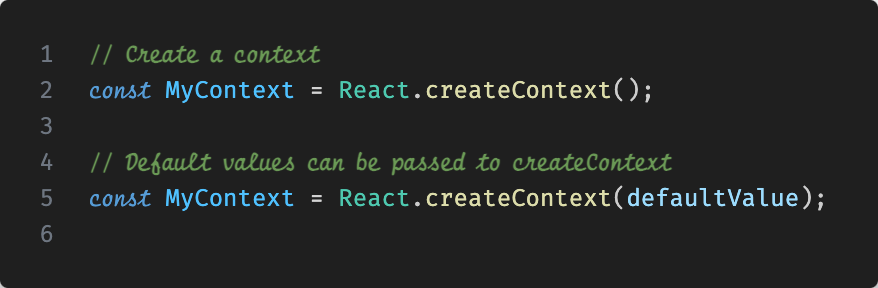 1 // Create a context
2 const MyContext = React.createContext();
3
4 // Default values can be passed to createContext
5 const MyContext = React.createContext(defaultValue);
6